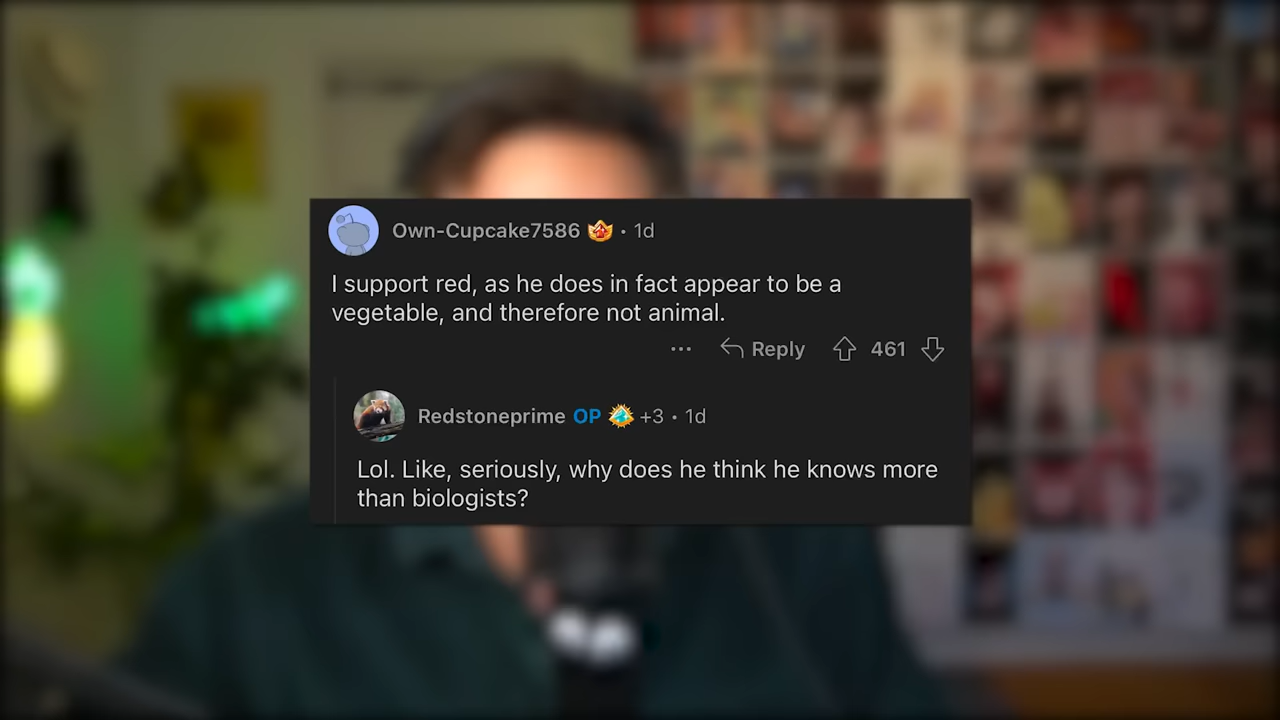 Own-Cupcake7586 • 1d
I support red, as he does in fact appear to be a
vegetable, and therefore not animal.
... Reply 461
Redstoneprime OP +3 • 1d
Lol. Like, seriously, why does he think he knows more
than biologists?